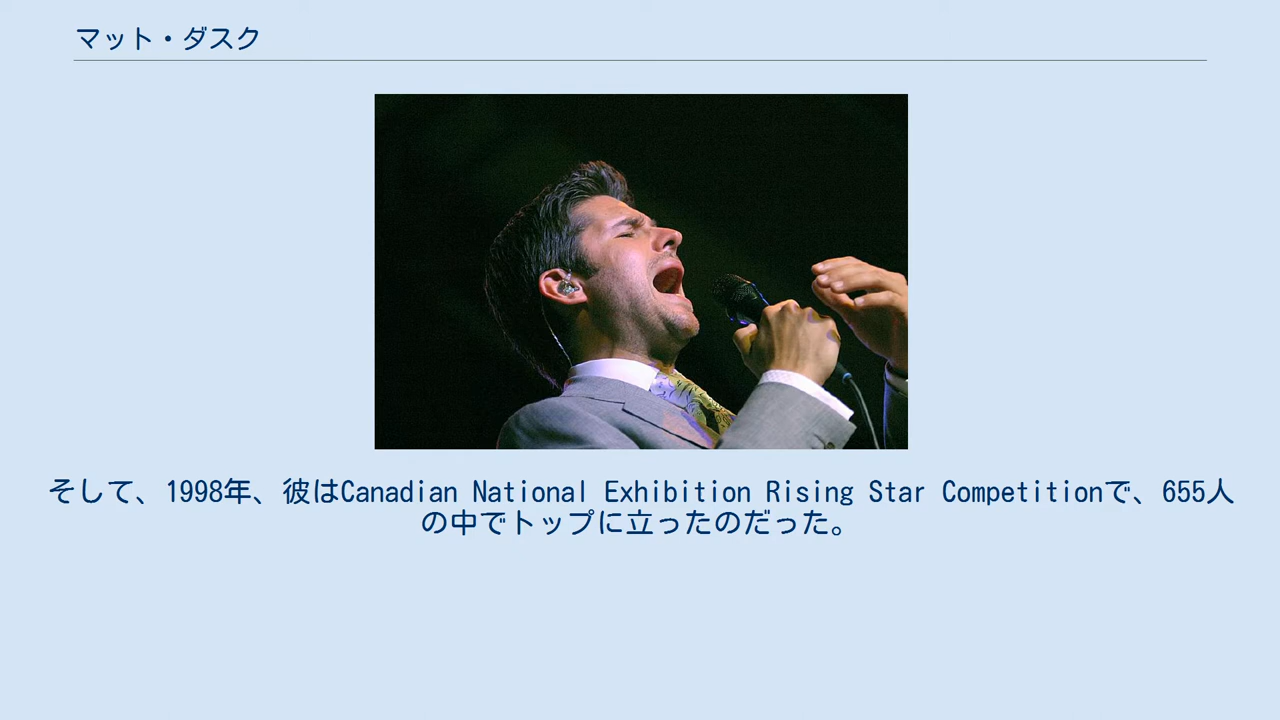 マット・ダスク
そして、1998年、彼はCanadian National Exhibition Rising Star Competitionで、655人
の中でトップに立ったのだった。